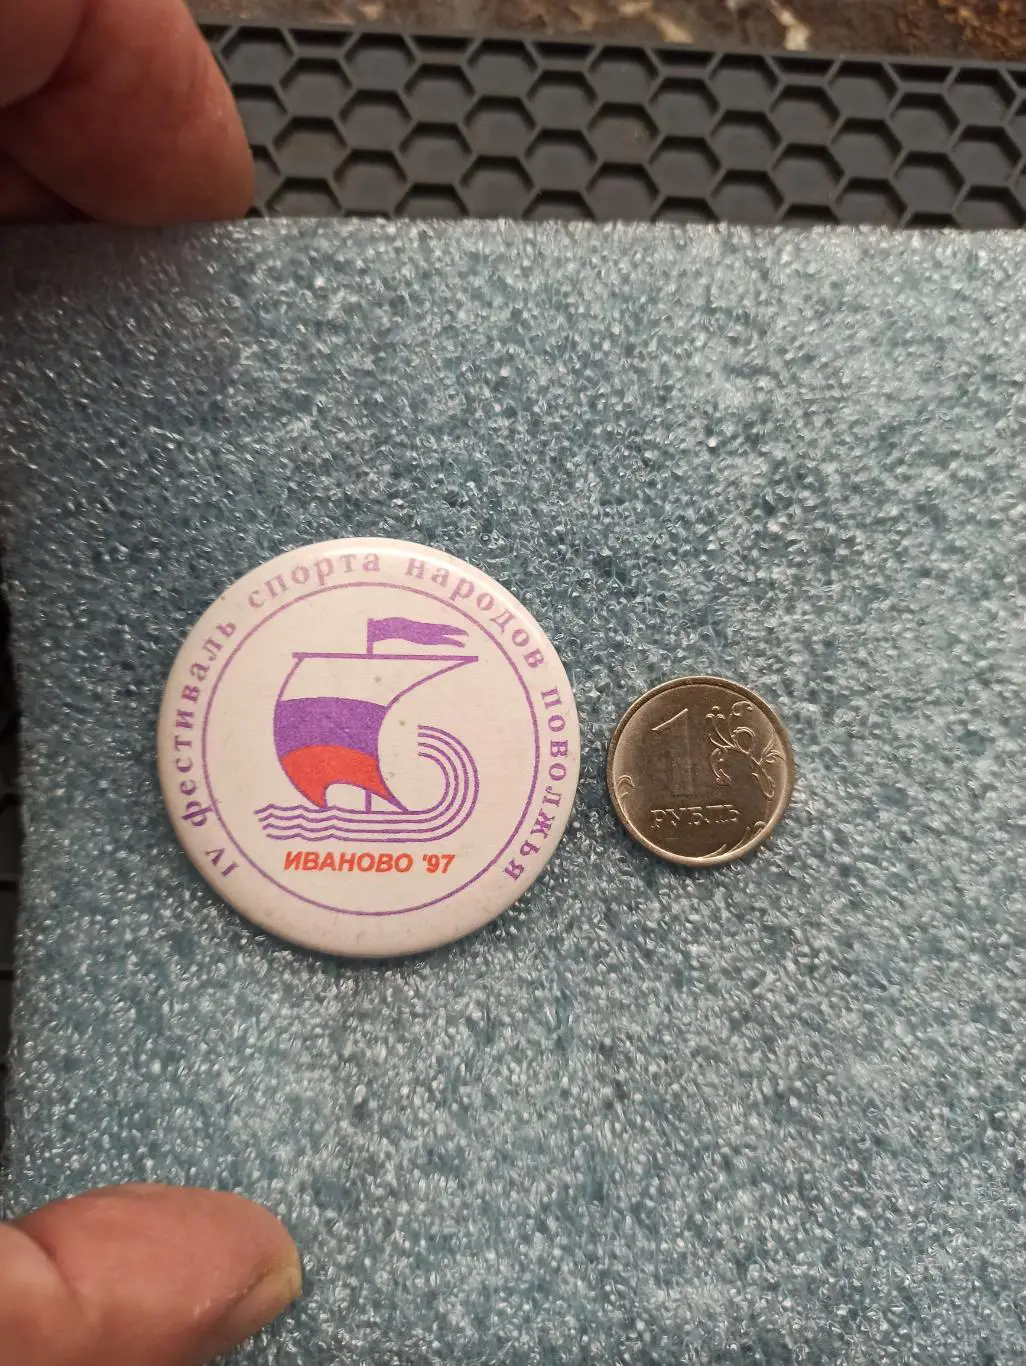 IV фестиваль спорта народов поволжья
ИВАНОВО '97
1
РУБЛЬ